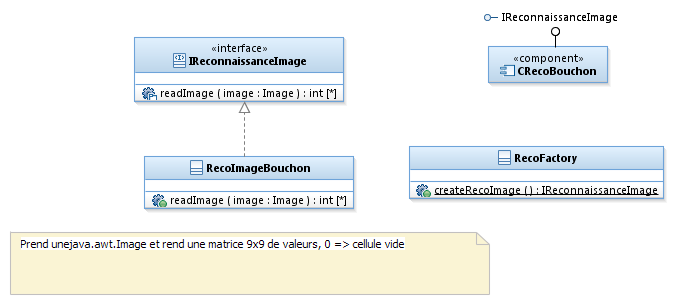 IReconnaissanceImage
«interface»
IReconnaissanceImage
readImage ( image : Image ) : int [*]
«component»
CRecoBouchon
RecoImageBouchon
readImage ( image : Image ) : int [*]
RecoFactory
createRecoImage ( ) : IReconnaissanceImage
Prend unejava.awt.Image et rend une matrice 9x9 de valeurs, 0 => cellule vide